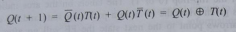 Q(t + 1) = Q̅(t)T(t) + Q(t)T̅(t) = Q(t) ⊕ T(t)